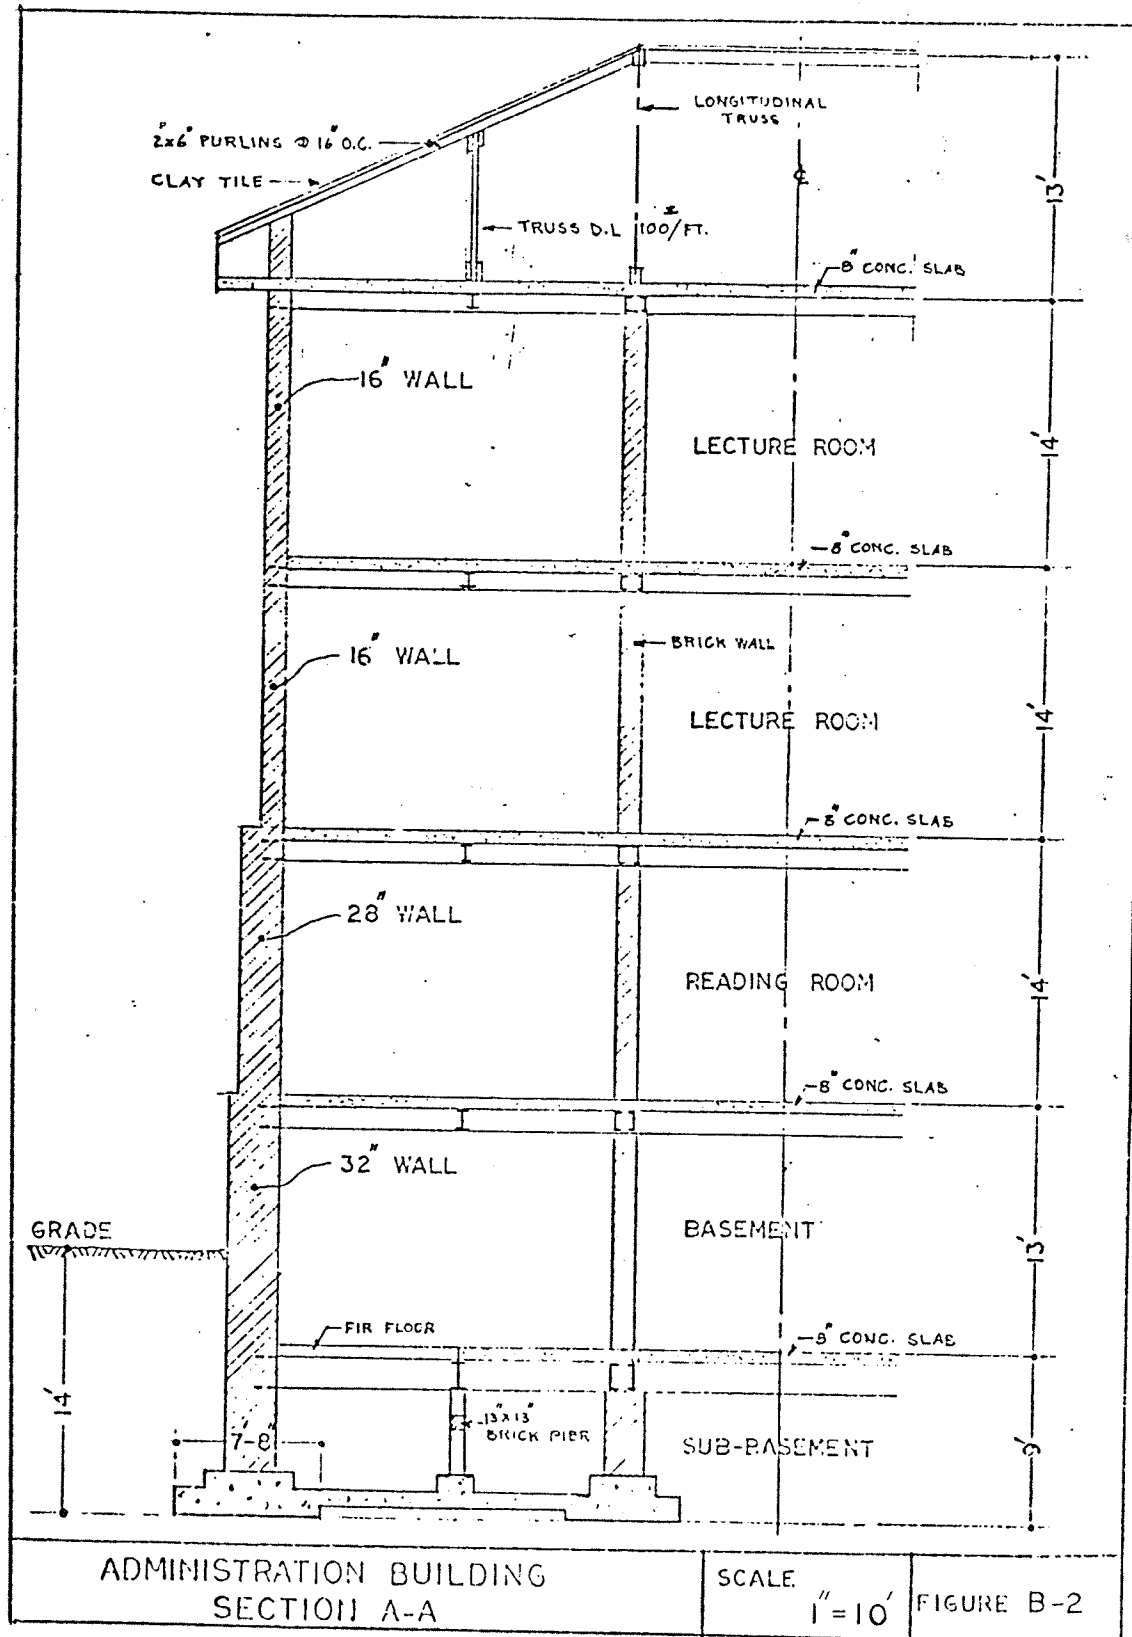 LONGITUDINAL
TRUSS
2"x6" PURLINS @ 16" O.C.
CLAY TILE
℄
13'
TRUSS D.L 100#/FT.
8" CONC. SLAB
16" WALL
LECTURE ROOM
14'
8" CONC. SLAB
BRICK WALL
16" WALL
LECTURE ROOM
14'
8" CONC. SLAB
28" WALL
READING ROOM
14'
8" CONC. SLAB
32" WALL
GRADE
BASEMENT
13'
FIR FLOOR
8" CONC. SLAB
14'
13"x13"
BRICK PIER
7'-8"
SUB-BASEMENT
9'
ADMINISTRATION BUILDING
SECTION A-A
SCALE
1"=10'
FIGURE B-2